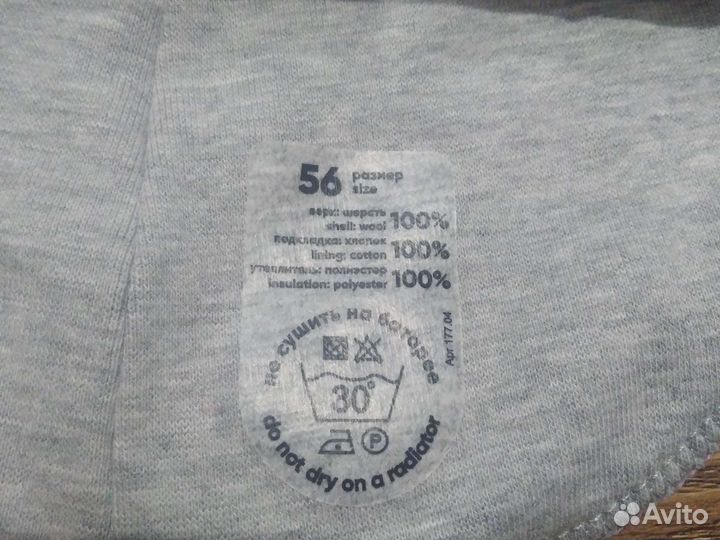 56 размер
size
верх: шерсть
shell: wool 100%
подкладка: хлопок
lining: cotton 100%
утеплитель: полиэстер
insulation: polyester 100%
не сушить на батарее
30°
P
do not dry on a radiator
Арт 177.04
Avito